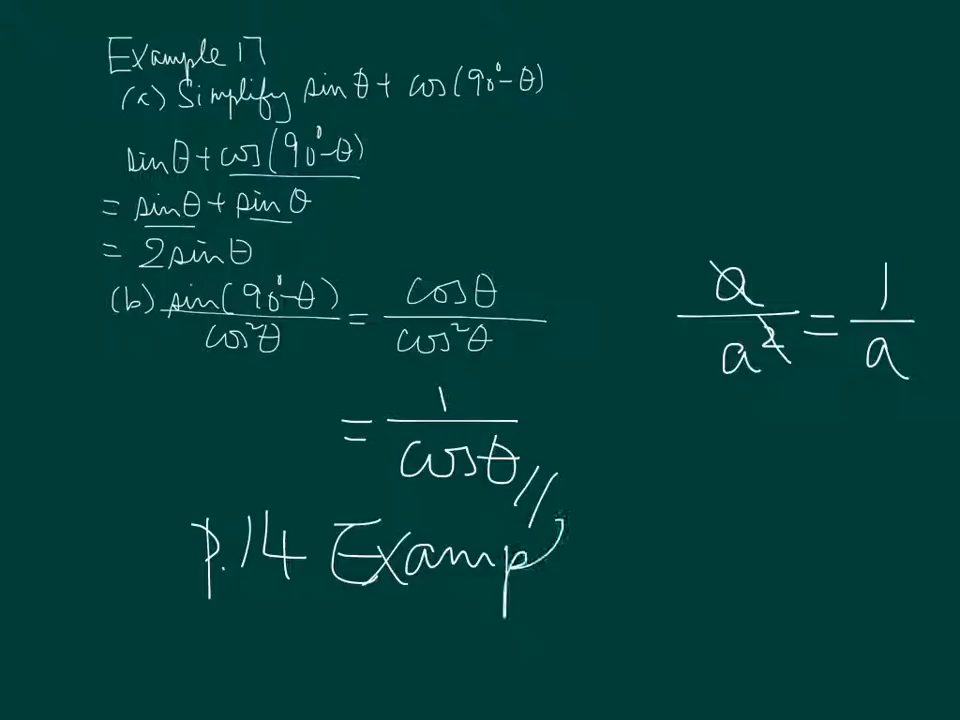 Example 17
(a) Simplify sin θ + cos(90° - θ)
sin θ + cos(90° - θ)
= sin θ + sin θ
= 2 sin θ
(b) sin(90° - θ) / cos²θ = cos θ / cos²θ
a / a² = 1 / a
= 1 / cos θ //
p.14 Examp